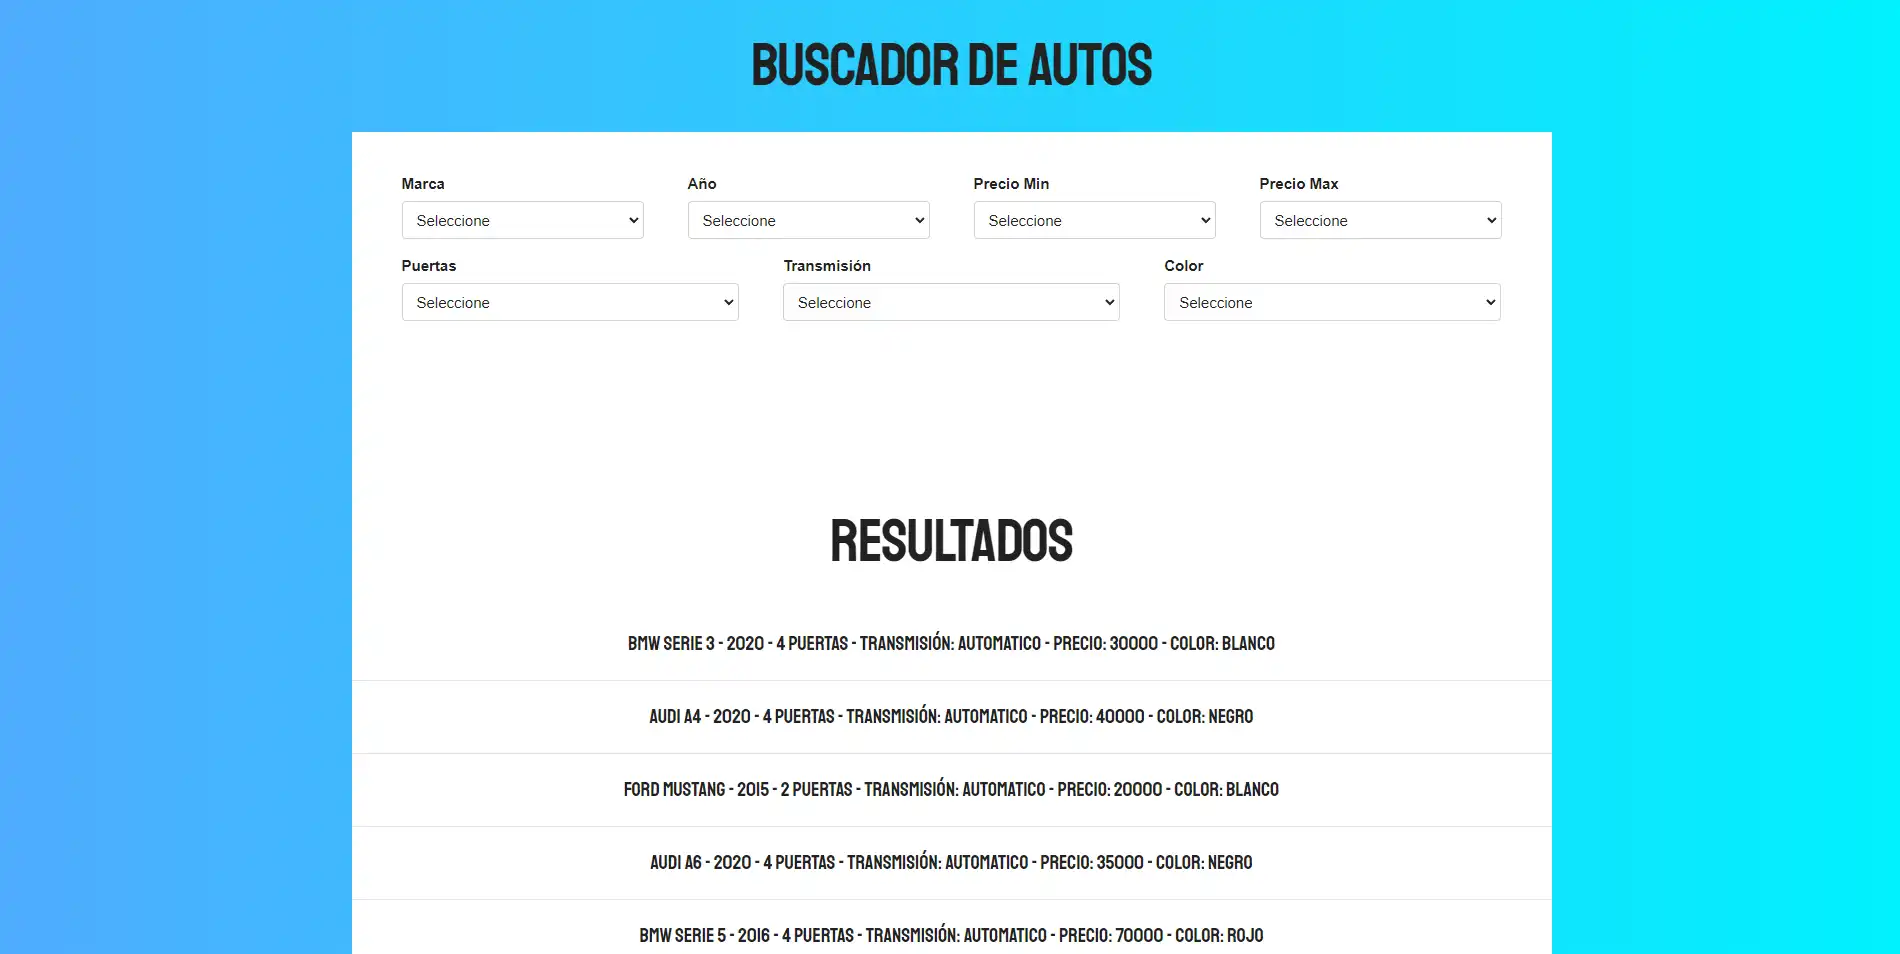 BUSCADOR DE AUTOS
Marca Año Precio Min Precio Max
Seleccione Seleccione Seleccione Seleccione
Puertas Transmisión Color
Seleccione Seleccione Seleccione
RESULTADOS
BMW SERIE 3 - 2020 - 4 PUERTAS - TRANSMISIÓN: AUTOMATICO - PRECIO: 30000 - COLOR: BLANCO
AUDI A4 - 2020 - 4 PUERTAS - TRANSMISIÓN: AUTOMATICO - PRECIO: 40000 - COLOR: NEGRO
FORD MUSTANG - 2015 - 2 PUERTAS - TRANSMISIÓN: AUTOMATICO - PRECIO: 20000 - COLOR: BLANCO
AUDI A6 - 2020 - 4 PUERTAS - TRANSMISIÓN: AUTOMATICO - PRECIO: 35000 - COLOR: NEGRO
BMW SERIE 5 - 2016 - 4 PUERTAS - TRANSMISIÓN: AUTOMATICO - PRECIO: 70000 - COLOR: ROJO